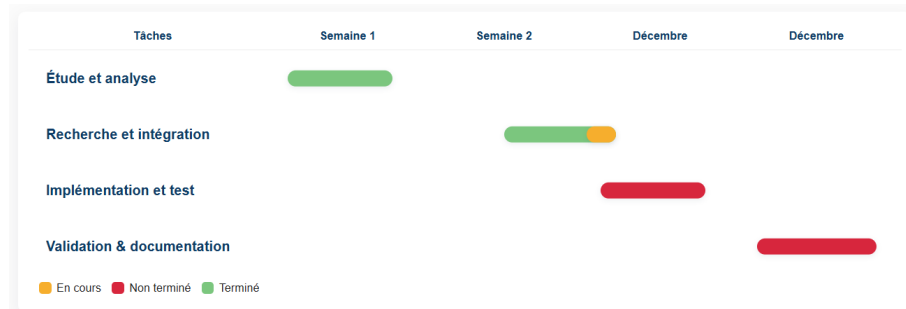 Tâches Semaine 1 Semaine 2 Décembre Décembre
Étude et analyse
Recherche et intégration
Implémentation et test
Validation & documentation
En cours Non terminé Terminé